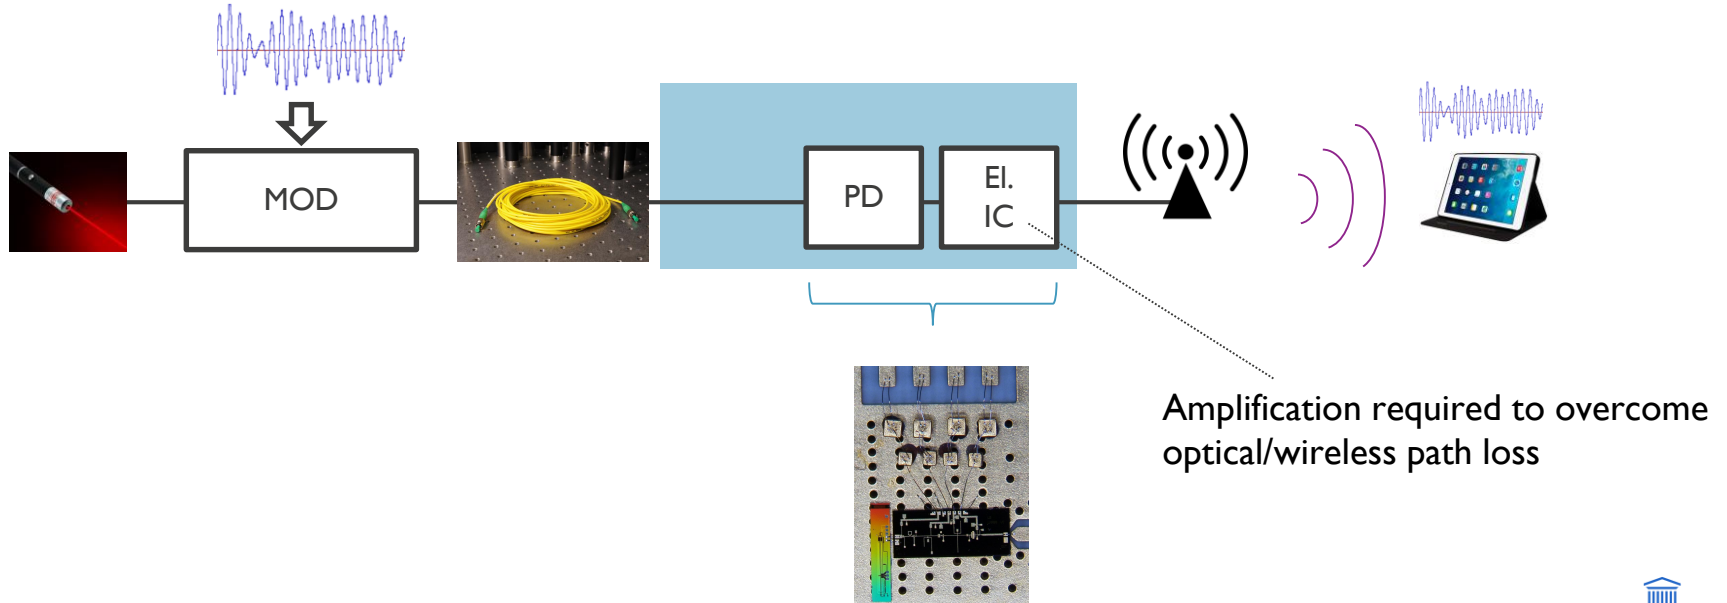 MOD
PD
El.
IC
Amplification required to overcome
optical/wireless path loss